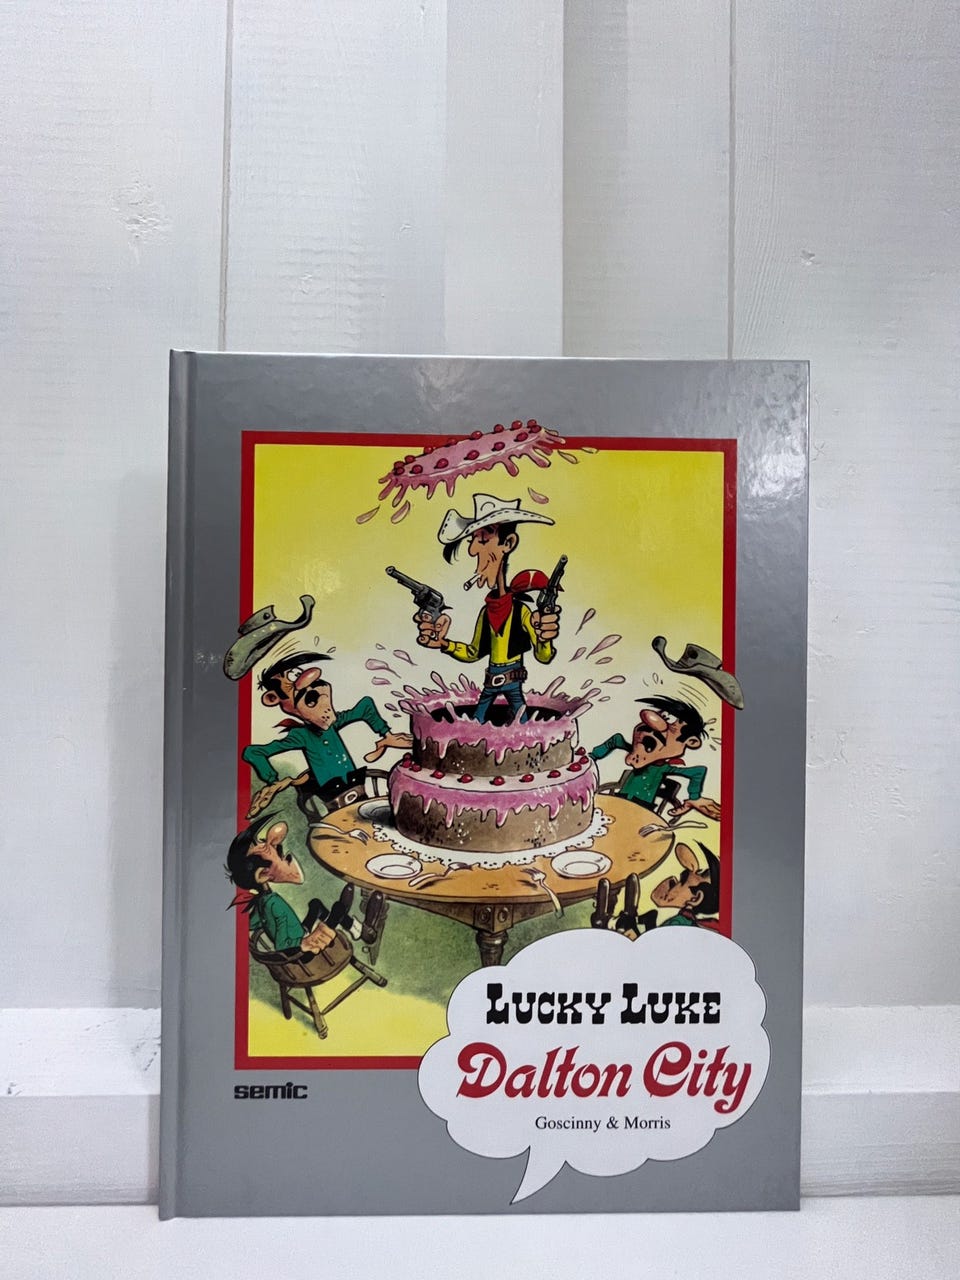 semic
Lucky Luke
Dalton City
Goscinny & Morris